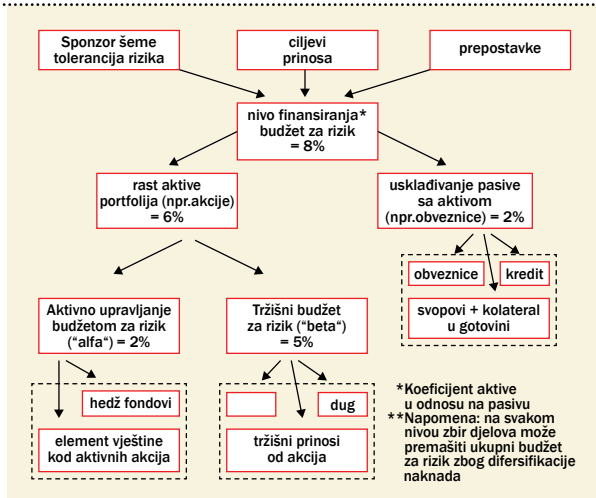 Sponzor šeme
tolerancija rizika
ciljevi
prinosa
prepostavke
nivo finansiranja*
budžet za rizik
= 8%
rast aktive
portfolija (npr.akcije)
= 6%
usklađivanje pasive
sa aktivom
(npr.obveznice) = 2%
obveznice
kredit
svopovi + kolateral
u gotovini
Aktivno upravljanje
budžetom za rizik
("alfa") = 2%
Tržišni budžet
za rizik ("beta")
= 5%
hedž fondovi
element vještine
kod aktivnih akcija
dug
tržišni prinosi
od akcija
*Koeficijent aktive
u odnosu na pasivu
**Napomena: na svakom
nivou zbir djelova može
premašiti ukupni budžet
za rizik zbog difersifikacije
naknada